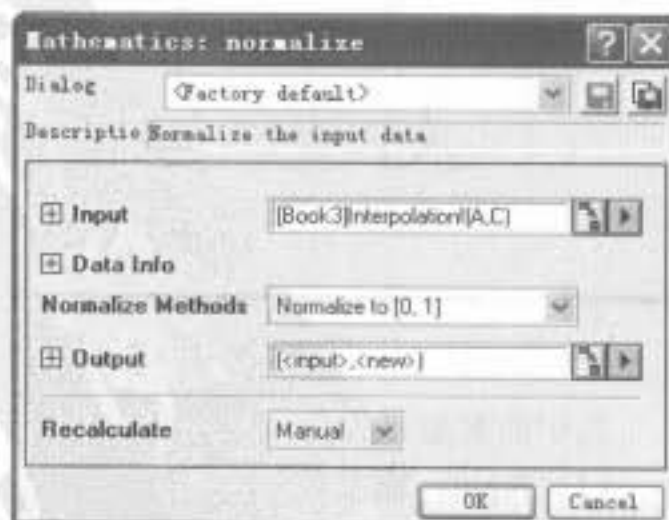 Mathematics: normalize
Dialog <Factory default>
Descriptio Normalize the input data
Input [Book3]Interpolation!(A,C)
Data Info
Normalize Methods Normalize to [0, 1]
Output (<input>,<new>)
Recalculate Manual
OK Cancel